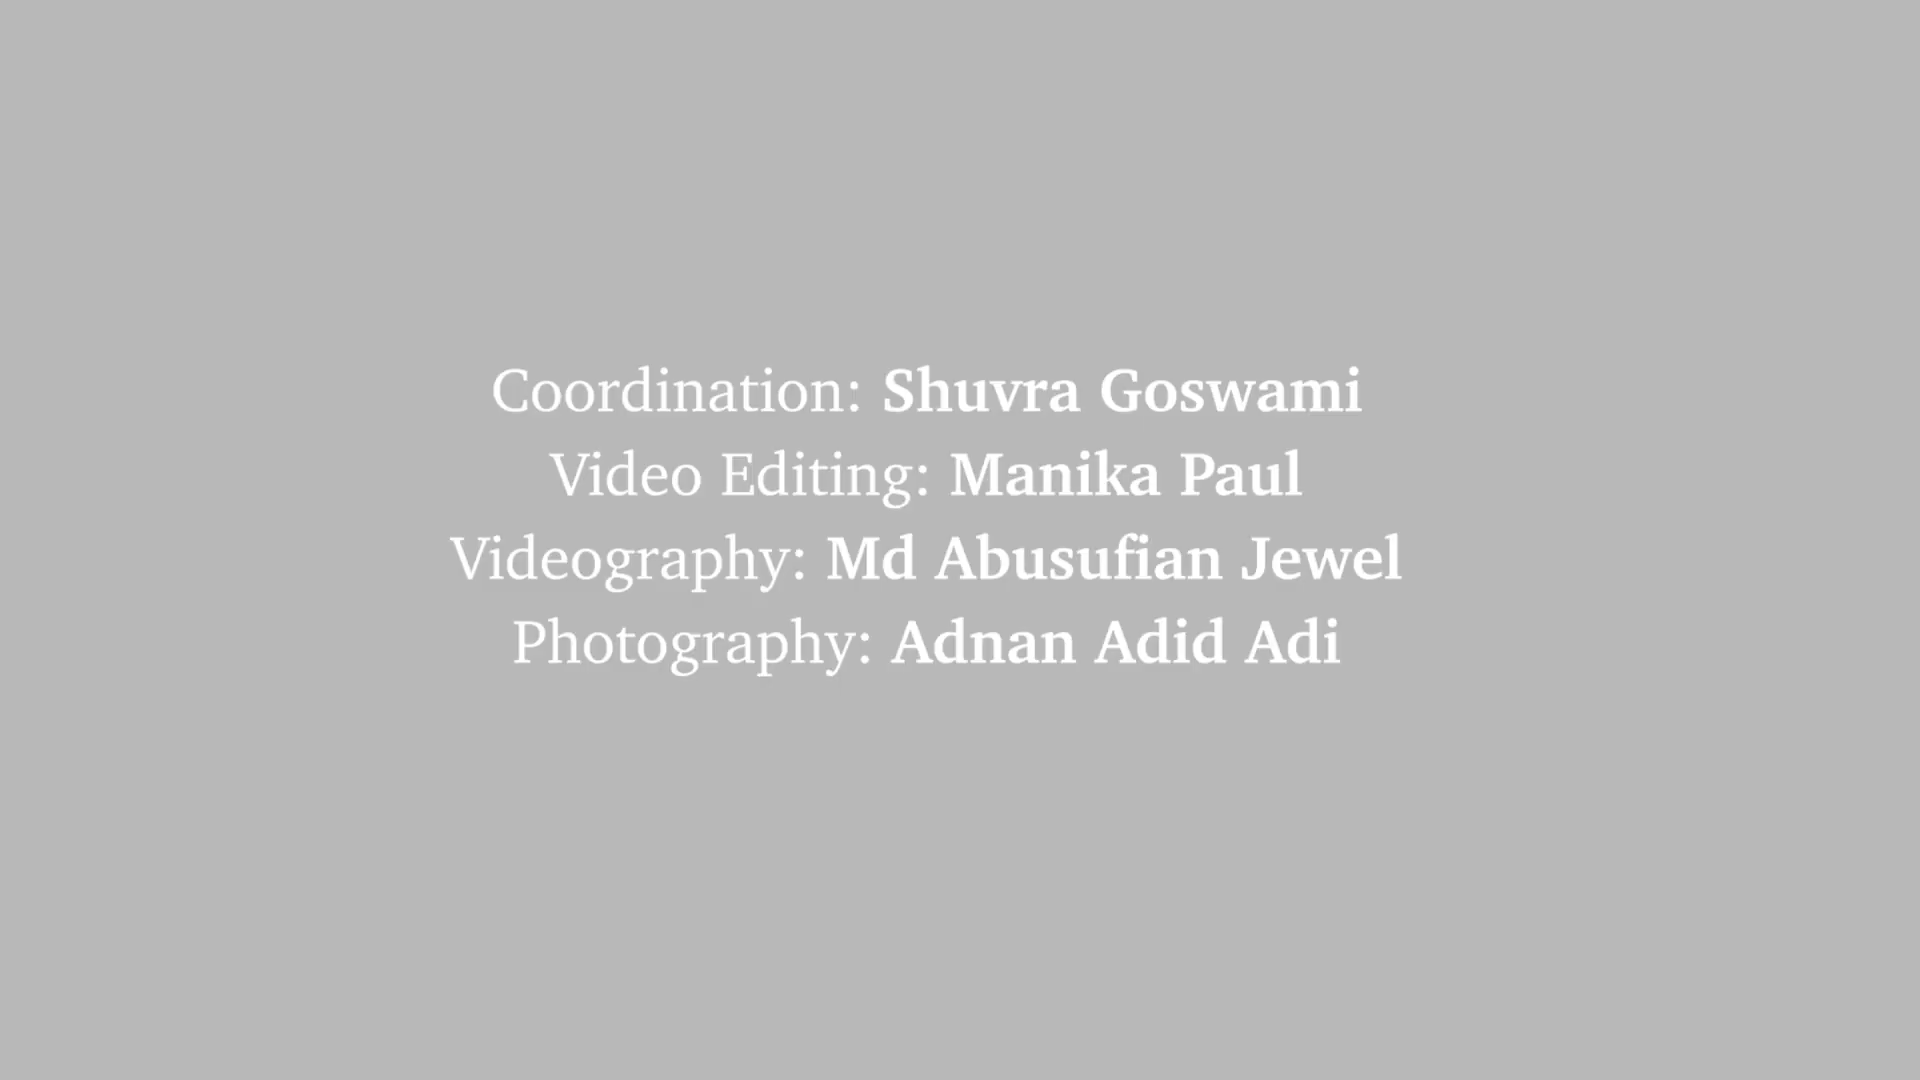 Coordination: Shuvra Goswami
Video Editing: Manika Paul
Videography: Md Abusufian Jewel
Photography: Adnan Adid Adi